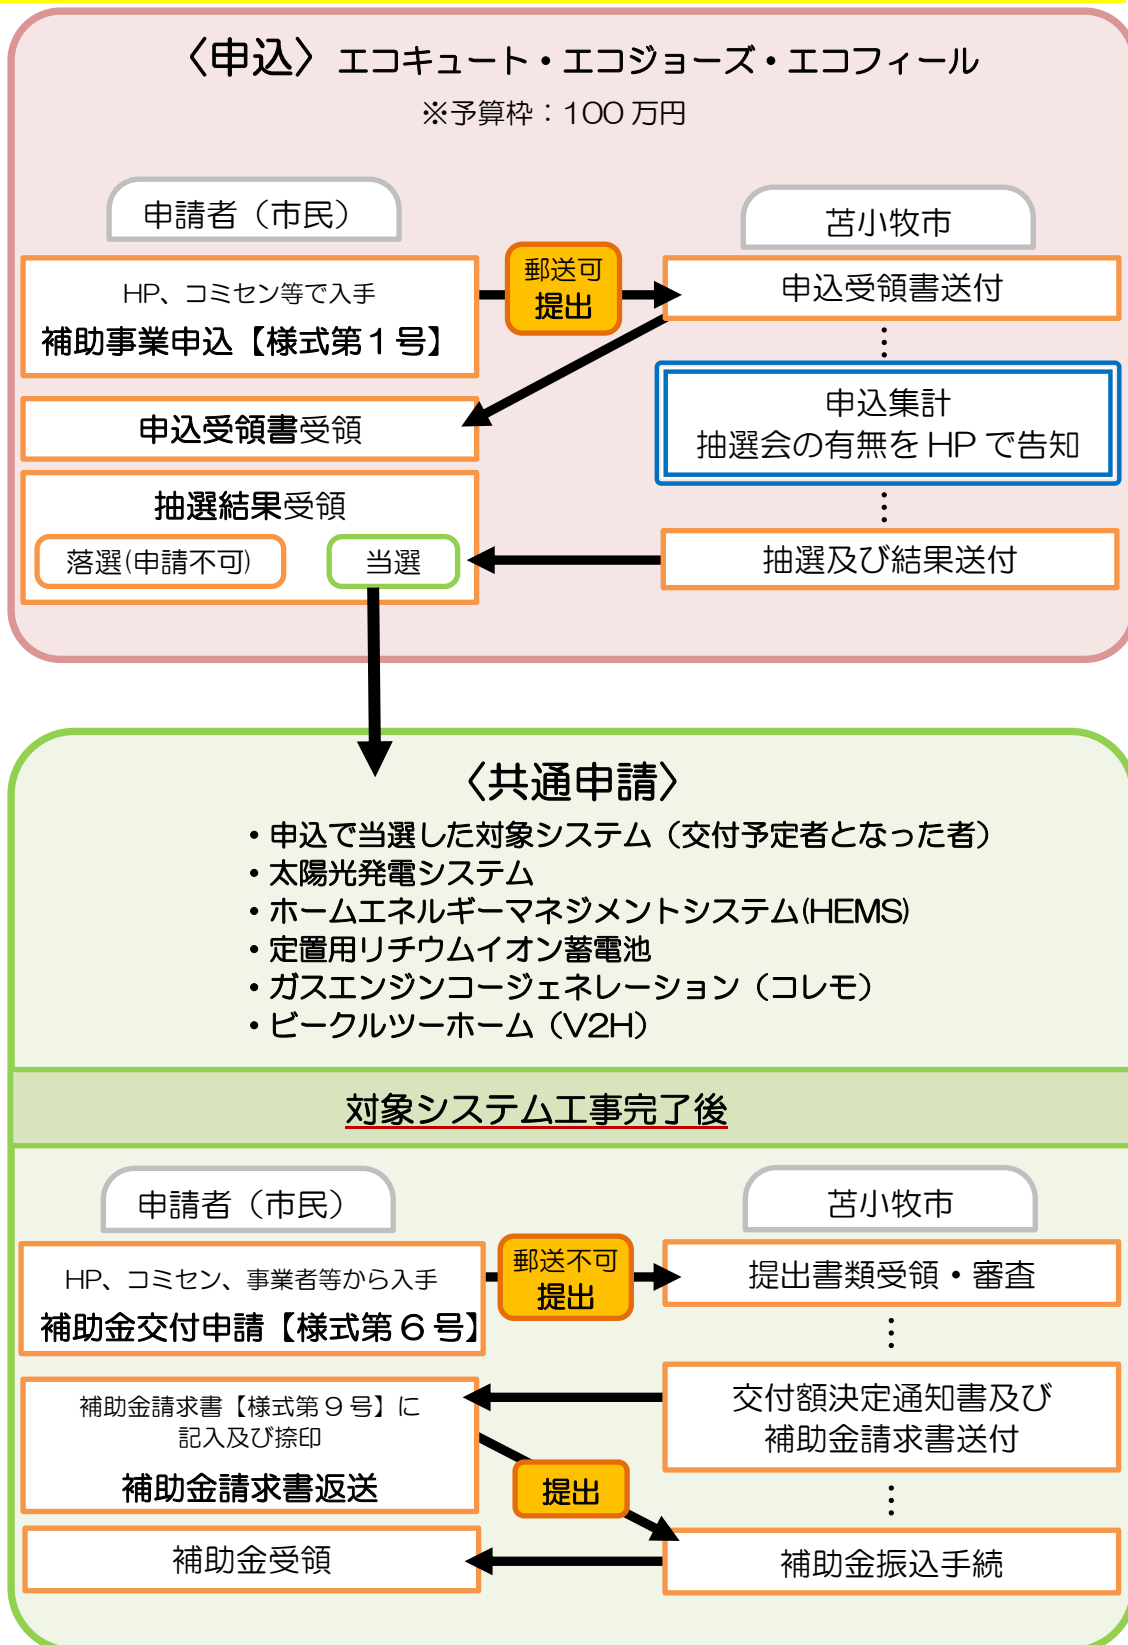 〈申込〉エコキュート・エコジョーズ・エコフィール
※予算枠：100万円
申請者（市民）
苫小牧市
HP、コミセン等で入手
補助事業申込【様式第1号】
郵送可
提出
申込受領書送付
申込受領書受領
申込集計
抽選会の有無をHPで告知
抽選結果受領
落選(申請不可)
当選
抽選及び結果送付
〈共通申請〉
・申込で当選した対象システム（交付予定者となった者）
・太陽光発電システム
・ホームエネルギーマネジメントシステム(HEMS)
・定置用リチウムイオン蓄電池
・ガスエンジンコージェネレーション（コレモ）
・ビークルツーホーム（V2H）
対象システム工事完了後
申請者（市民）
苫小牧市
HP、コミセン、事業者等から入手
補助金交付申請【様式第6号】
郵送不可
提出
提出書類受領・審査
補助金請求書【様式第9号】に
記入及び捺印
補助金請求書返送
交付額決定通知書及び
補助金請求書送付
提出
補助金受領
補助金振込手続